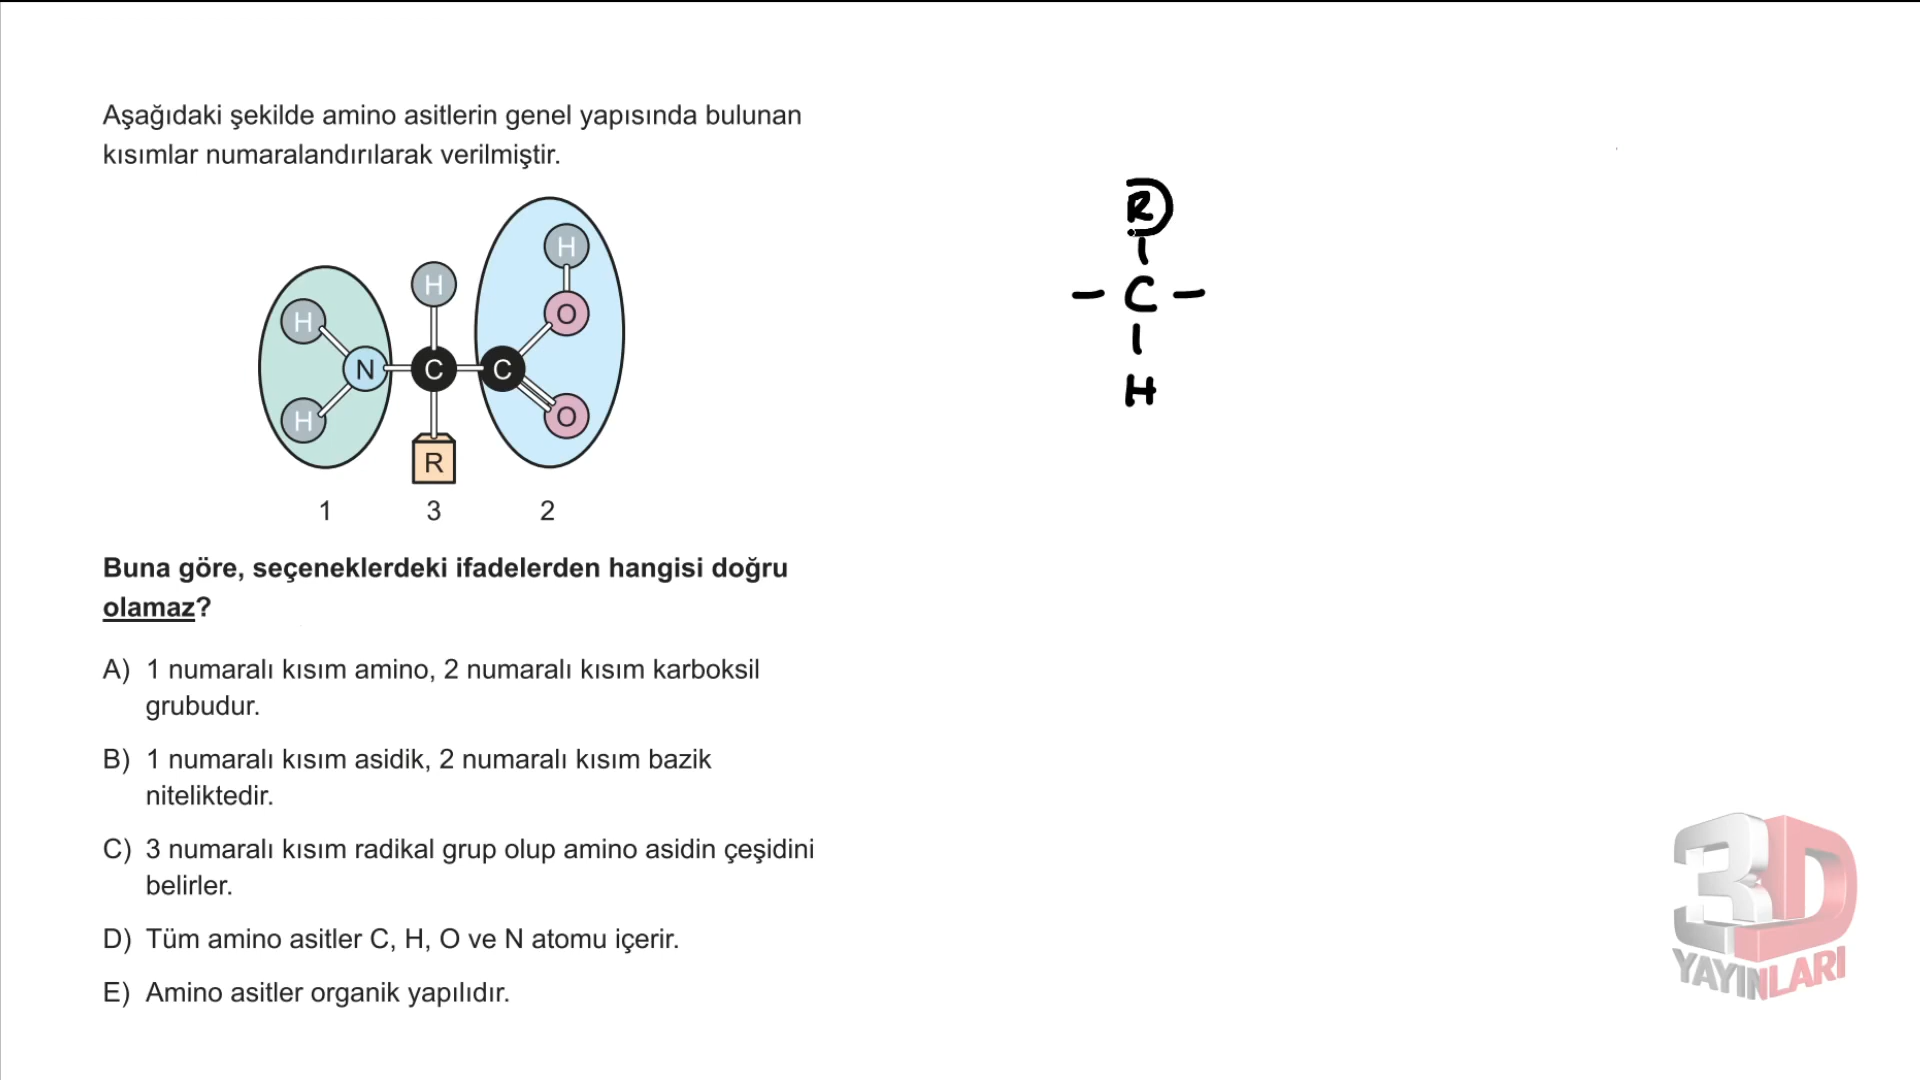 Aşağıdaki şekilde amino asitlerin genel yapısında bulunan
kısımlar numaralandırılarak verilmiştir.
H
H
O
H
N
C
C
H
O
R
1
3
2
R
C
H
Buna göre, seçeneklerdeki ifadelerden hangisi doğru
olamaz?
A) 1 numaralı kısım amino, 2 numaralı kısım karboksil
grubudur.
B) 1 numaralı kısım asidik, 2 numaralı kısım bazik
niteliktedir.
C) 3 numaralı kısım radikal grup olup amino asidin çeşidini
belirler.
D) Tüm amino asitler C, H, O ve N atomu içerir.
E) Amino asitler organik yapılıdır.
3D
YAYINLARI